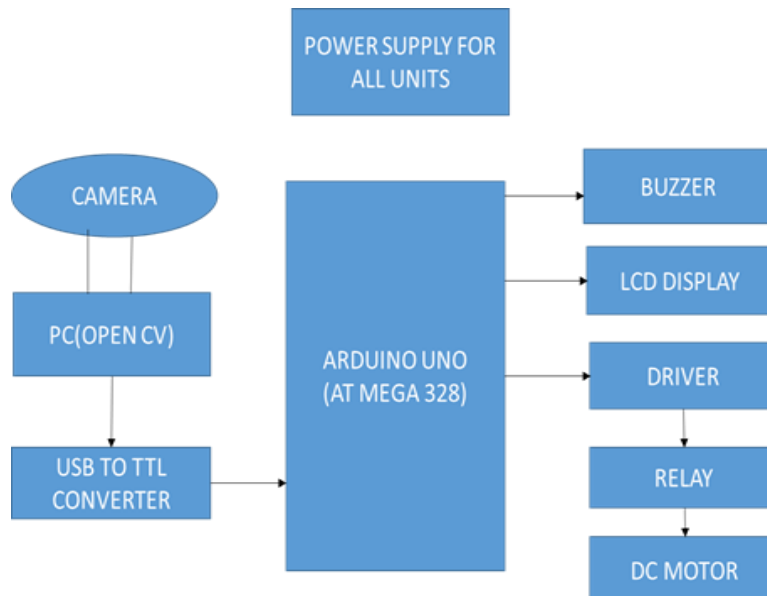 POWER SUPPLY FOR
ALL UNITS
CAMERA
PC(OPEN CV)
USB TO TTL
CONVERTER
ARDUINO UNO
(AT MEGA 328)
BUZZER
LCD DISPLAY
DRIVER
RELAY
DC MOTOR